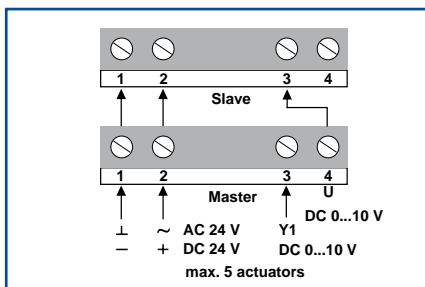 1 2 3 4
Slave
1 2 3 4
Master U
DC 0...10 V
⊥ ~ AC 24 V Y1
− + DC 24 V DC 0...10 V
max. 5 actuators